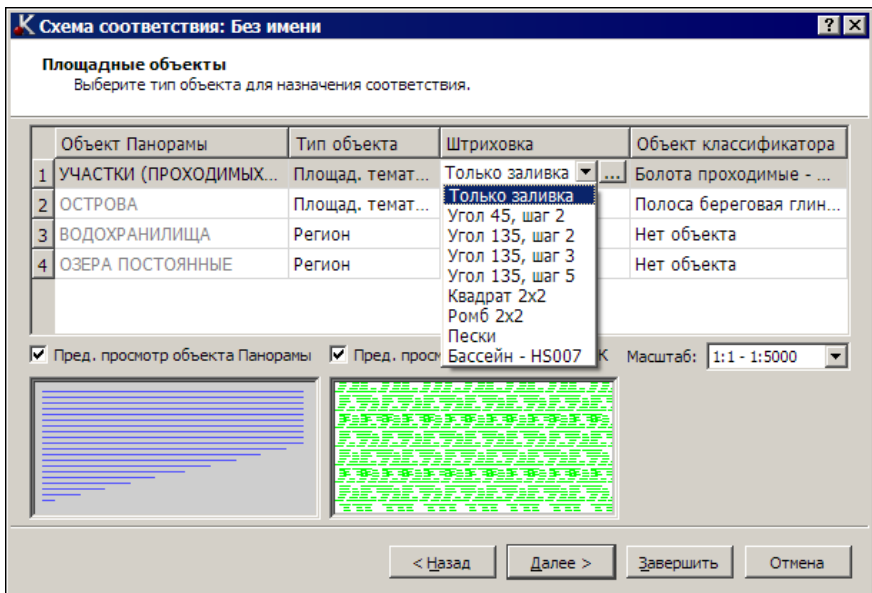 Схема соответствия: Без имени
Площадные объекты
Выберите тип объекта для назначения соответствия.
Объект Панорамы Тип объекта Штриховка Объект классификатора
1 УЧАСТКИ (ПРОХОДИМЫХ... Площад. темат... Только заливка ... Болота проходимые - ...
2 ОСТРОВА Площад. темат... Полоса береговая глин...
3 ВОДОХРАНИЛИЩА Регион Нет объекта
4 ОЗЕРА ПОСТОЯННЫЕ Регион Нет объекта
Только заливка
Угол 45, шаг 2
Угол 135, шаг 2
Угол 135, шаг 3
Угол 135, шаг 5
Квадрат 2x2
Ромб 2x2
Пески
Бассейн - HS007
Пред. просмотр объекта Панорамы Пред. прос К Масштаб: 1:1 - 1:5000
< Назад Далее > Завершить Отмена